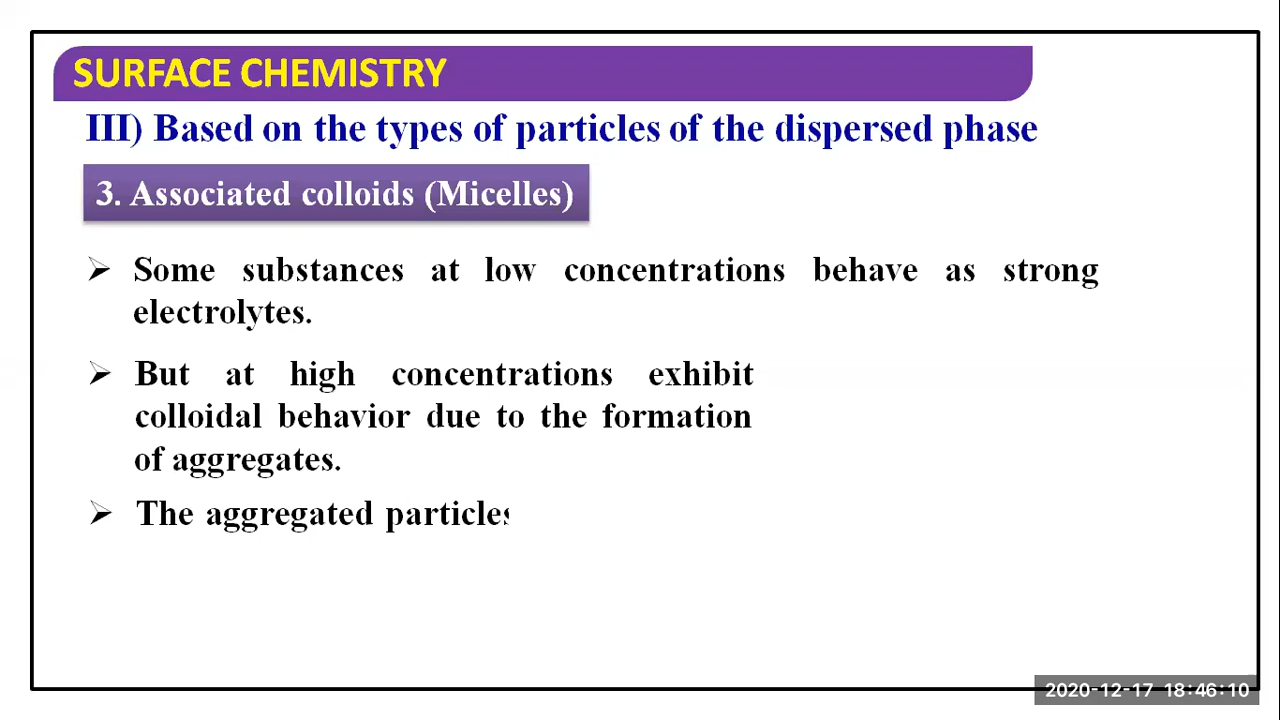 SURFACE CHEMISTRY
III) Based on the types of particles of the dispersed phase
3. Associated colloids (Micelles)
➢ Some substances at low concentrations behave as strong
electrolytes.
➢ But at high concentrations exhibit
colloidal behavior due to the formation
of aggregates.
➢ The aggregated particles
2020-12-17 18:46:10